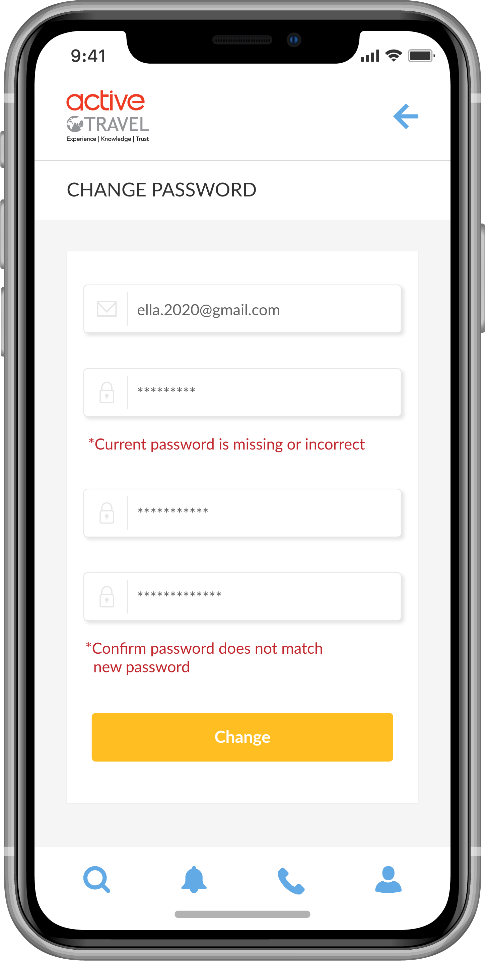 9:41
active
TRAVEL
Experience | Knowledge | Trust
CHANGE PASSWORD
ella.2020@gmail.com
*********
*Current password is missing or incorrect
***********
*************
*Confirm password does not match
new password
Change